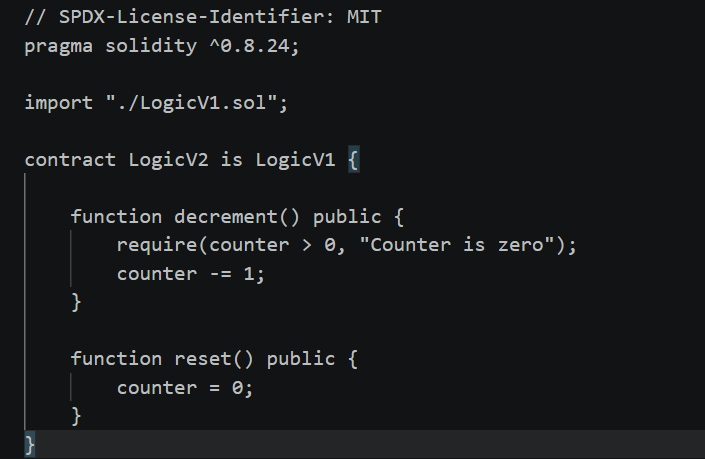 // SPDX-License-Identifier: MIT
pragma solidity ^0.8.24;
import "./LogicV1.sol";
contract LogicV2 is LogicV1 {
function decrement() public {
require(counter > 0, "Counter is zero");
counter -= 1;
}
function reset() public {
counter = 0;
}
}